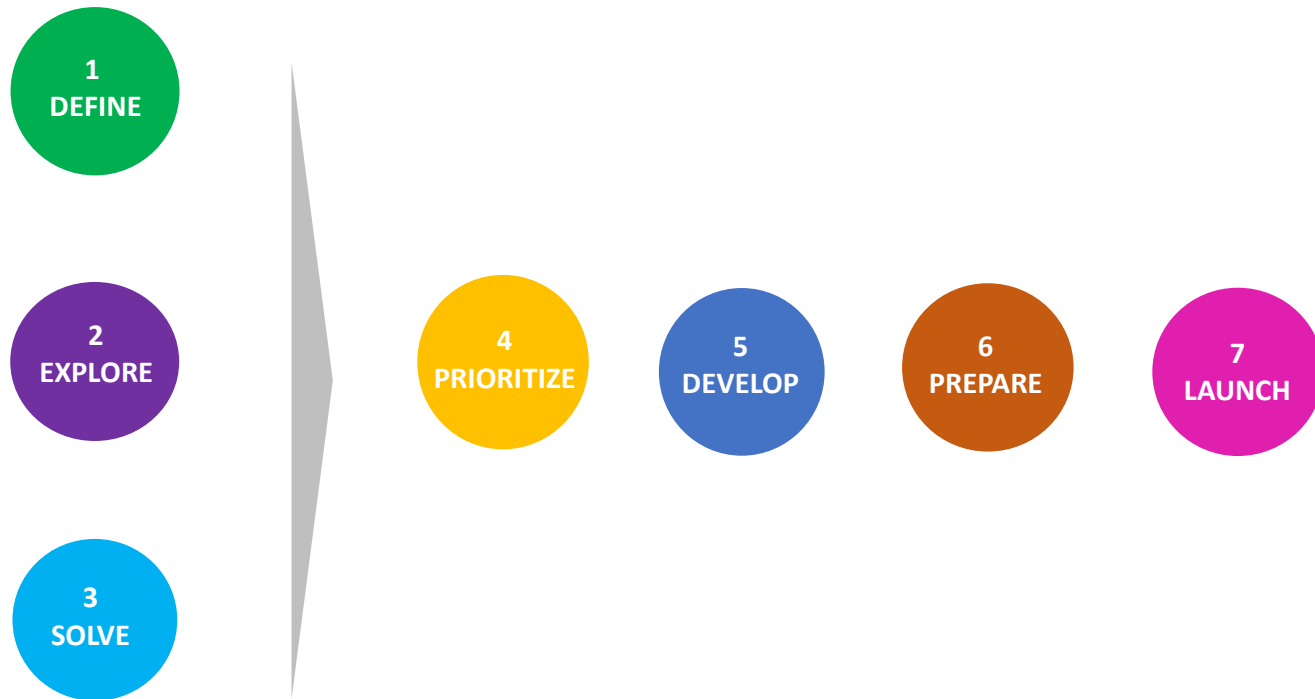 1
DEFINE
2
EXPLORE
3
SOLVE
4
PRIORITIZE
5
DEVELOP
6
PREPARE
7
LAUNCH